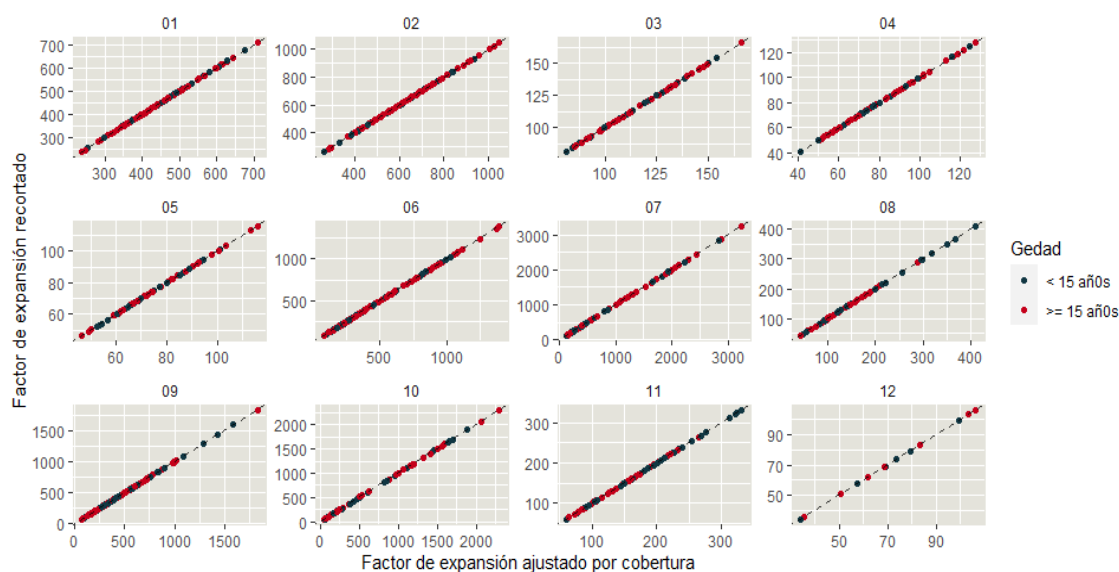 01 02 03 04
700 600 500 400 300
1000 800 600 400
150 125 100
120 100 80 60 40
200 300 400 500 600 700
400 600 800 1000
100 125 150
40 60 80 100 120
05 06 07 08
100 80 60
1000 500
3000 2000 1000 0
400 300 200 100
60 80 100
500 1000
0 1000 2000 3000
100 200 300 400
09 10 11 12
1500 1000 500 0
2000 1500 1000 500 0
300 200 100
90 70 50
0 500 1000 1500
0 500 1000 1500 2000
100 200 300
50 70 90
Factor de expansión recortado
Factor de expansión ajustado por cobertura
Gedad
< 15 añ0s
>= 15 añ0s